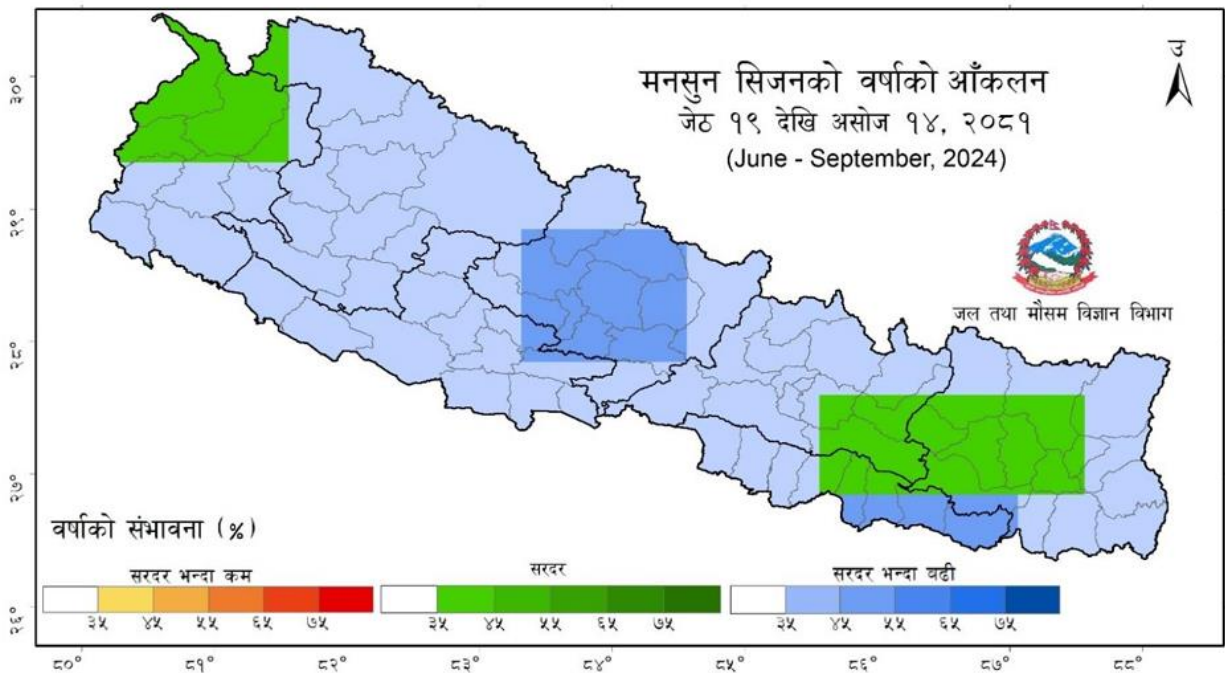 मनसुन सिजनको वर्षाको आँकलन
जेठ १९ देखि असोज १४, २०८१
(June - September, 2024)
उ
जल तथा मौसम विज्ञान विभाग
३०°
२९°
२८°
२७°
२६°
वर्षाको संभावना (%)
सरदर भन्दा कम
३५ ४५ ५५ ६५ ७५
सरदर
३५ ४५ ५५ ६५ ७५
सरदर भन्दा बढी
३५ ४५ ५५ ६५ ७५
८०° ८१° ८२° ८३° ८४° ८५° ८६° ८७° ८८°